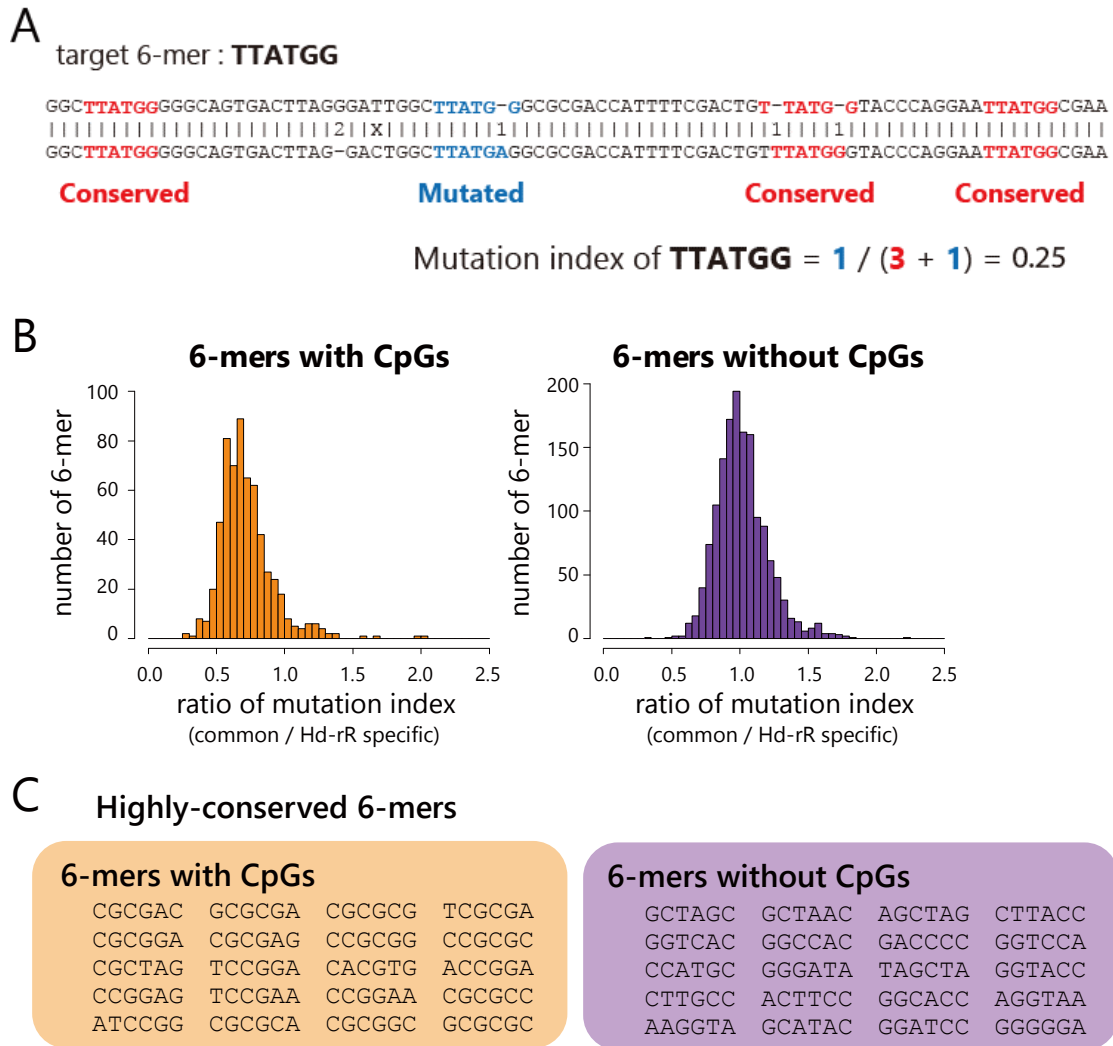 A
target 6-mer : TTATGG
GGCTTATGGGGGCAGTGACTTAGGGATTGGCTTATG-GGCGCGACCATTTTCGACTGT-TATG-GTACCCAGGAATTATGGCGAA
|||||||||||||||||||||||2||X|||||||||1|||||||||||||||||||||1||||1|||||||||||||||||||||
GGCTTATGGGGGCAGTGACTTAG-GACTGGCTTATGAGGCGCGACCATTTTCGACTGTTTATGGGTACCCAGGAATTATGGCGAA
Conserved Mutated Conserved Conserved
Mutation index of TTATGG = 1 / (3 + 1) = 0.25
B
6-mers with CpGs
number of 6-mer
100
80
60
40
20
0
0.0 0.5 1.0 1.5 2.0 2.5
ratio of mutation index
(common / Hd-rR specific)
6-mers without CpGs
number of 6-mer
200
150
100
50
0
0.0 0.5 1.0 1.5 2.0 2.5
ratio of mutation index
(common / Hd-rR specific)
C
Highly-conserved 6-mers
6-mers with CpGs
CGCGAC GCGCGA CGCGCG TCGCGA
CGCGGA CGCGAG CCGCGG CCGCGC
CGCTAG TCCGGA CACGTG ACCGGA
CCGGAG TCCGAA CCGGAA CGCGCC
ATCCGG CGCGCA CGCGGC GCGCGC
6-mers without CpGs
GCTAGC GCTAAC AGCTAG CTTACC
GGTCAC GGCCAC GACCCC GGTCCA
CCATGC GGGATA TAGCTA GGTACC
CTTGCC ACTTCC GGCACC AGGTAA
AAGGTA GCATAC GGATCC GGGGGA